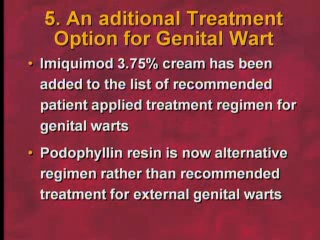 5. An aditional Treatment
Option for Genital Wart
• Imiquimod 3.75% cream has been
added to the list of recommended
patient applied treatment regimen for
genital warts
• Podophyllin resin is now alternative
regimen rather than recommended
treatment for external genital warts